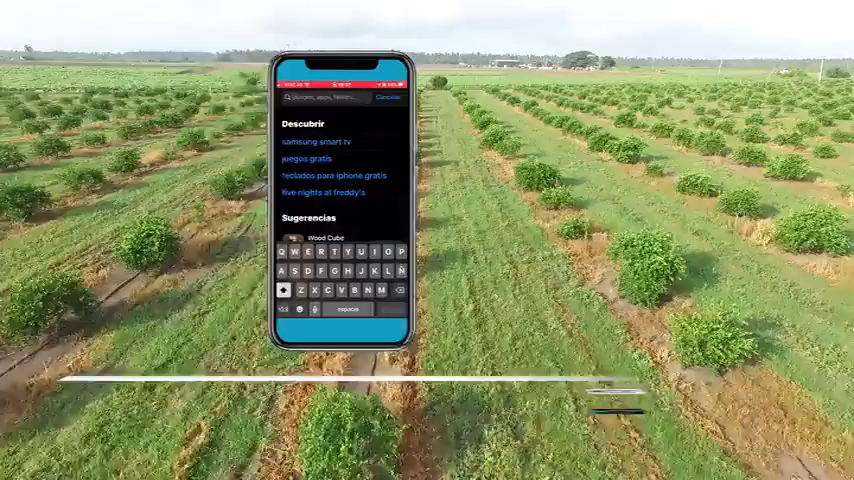 Cancelar
Descubrir
samsung smart tv
juegos gratis
teclados para iphone gratis
five nights at freddy's
Sugerencias
Wood Cube
Q W E R T Y U I O P
A S D F G H J K L Ñ
Z X C V B N M
123
espacio